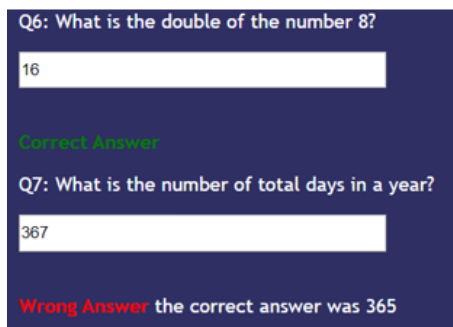 Q6: What is the double of the number 8?
16
Correct Answer
Q7: What is the number of total days in a year?
367
Wrong Answer the correct answer was 365